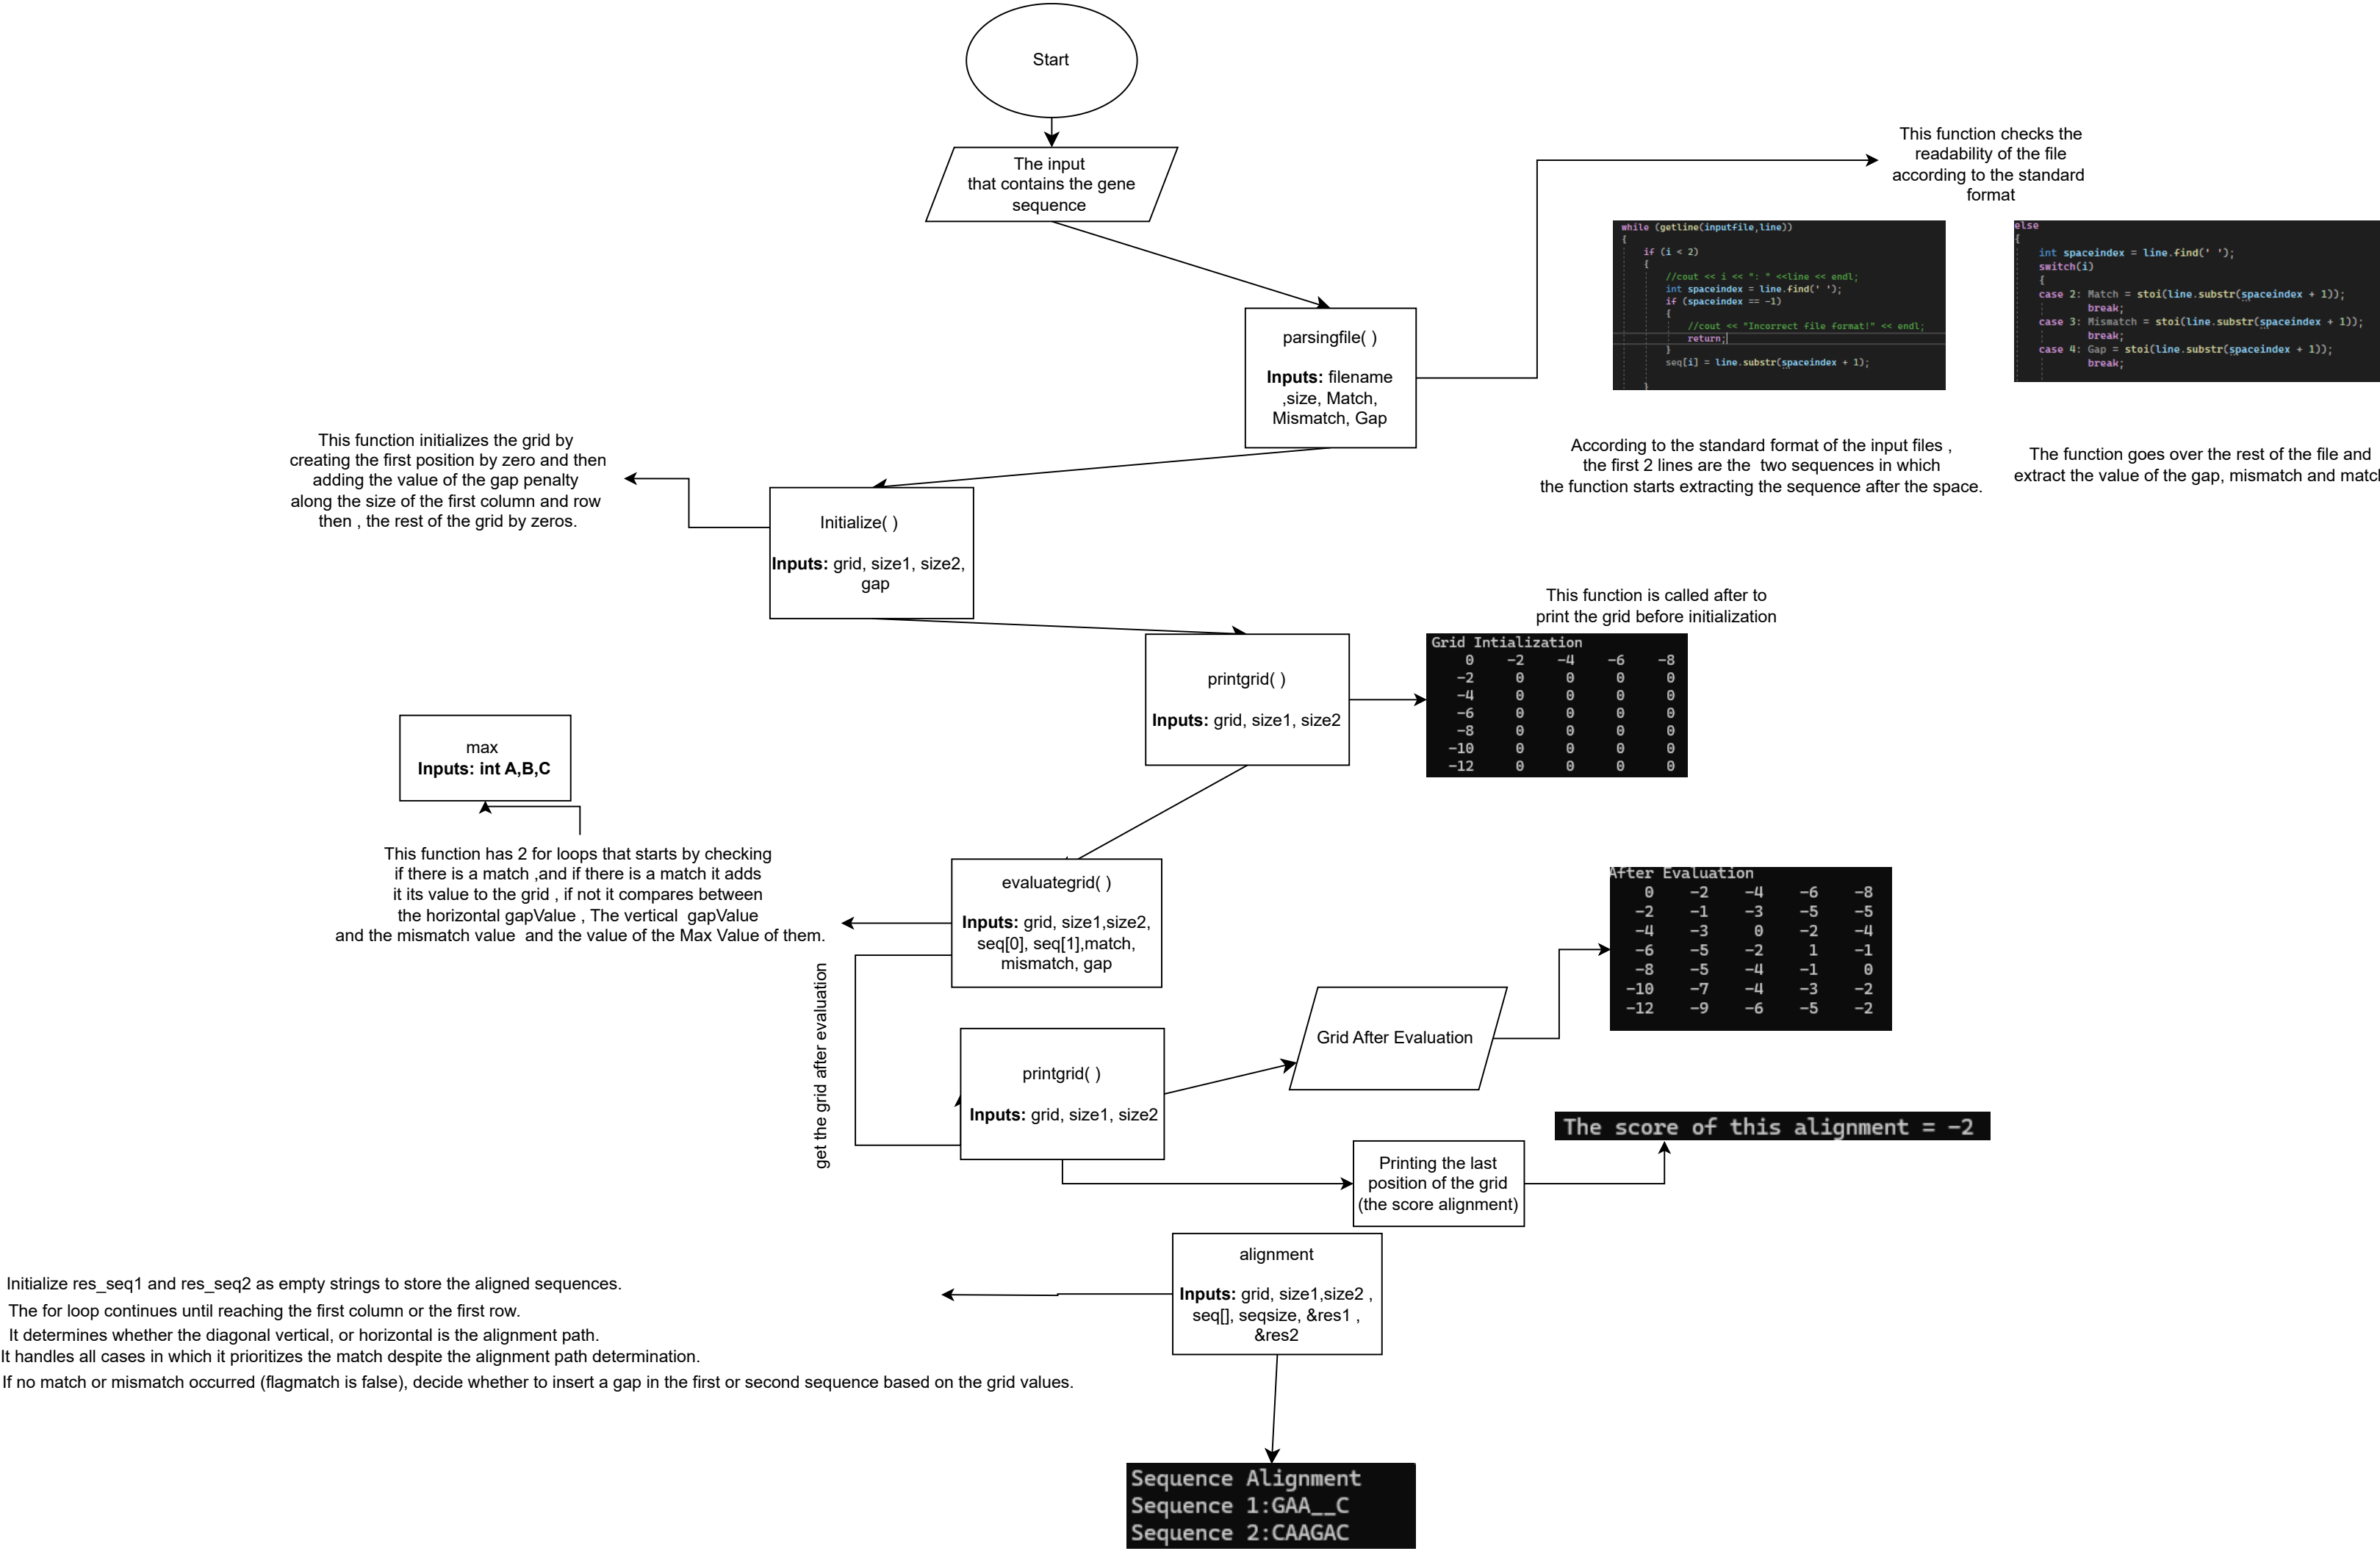 Start
The input
that contains the gene
sequence
This function checks the
readability of the file
according to the standard
format
while (getline(inputfile,line))
{
if (i < 2)
{
//cout << i << ": " <<line << endl;
int spaceindex = line.find(' ');
if (spaceindex == -1)
{
//cout << "Incorrect file format!" << endl;
return;
}
seq[i] = line.substr(spaceindex + 1);
}
else
{
int spaceindex = line.find(' ');
switch(i)
{
case 2: Match = stoi(line.substr(spaceindex + 1));
break;
case 3: Mismatch = stoi(line.substr(spaceindex + 1));
break;
case 4: Gap = stoi(line.substr(spaceindex + 1));
break;
parsingfile( )
Inputs: filename
,size, Match,
Mismatch, Gap
According to the standard format of the input files ,
the first 2 lines are the two sequences in which
the function starts extracting the sequence after the space.
The function goes over the rest of the file and
extract the value of the gap, mismatch and match
This function initializes the grid by
creating the first position by zero and then
adding the value of the gap penalty
along the size of the first column and row
then , the rest of the grid by zeros.
Initialize( )
Inputs: grid, size1, size2,
gap
This function is called after to
print the grid before initialization
printgrid( )
Inputs: grid, size1, size2
Grid Intialization
0 -2 -4 -6 -8
-2 0 0 0 0
-4 0 0 0 0
-6 0 0 0 0
-8 0 0 0 0
-10 0 0 0 0
-12 0 0 0 0
max
Inputs: int A,B,C
This function has 2 for loops that starts by checking
if there is a match ,and if there is a match it adds
it its value to the grid , if not it compares between
the horizontal gapValue , The vertical gapValue
and the mismatch value and the value of the Max Value of them.
evaluategrid( )
Inputs: grid, size1,size2,
seq[0], seq[1],match,
mismatch, gap
After Evaluation
0 -2 -4 -6 -8
-2 -1 -3 -5 -5
-4 -3 0 -2 -4
-6 -5 -2 1 -1
-8 -5 -4 -1 0
-10 -7 -4 -3 -2
-12 -9 -6 -5 -2
get the grid after evaluation
Grid After Evaluation
printgrid( )
Inputs: grid, size1, size2
The score of this alignment = -2
Printing the last
position of the grid
(the score alignment)
alignment
Inputs: grid, size1,size2 ,
seq[], seqsize, &res1 ,
&res2
Initialize res_seq1 and res_seq2 as empty strings to store the aligned sequences.
The for loop continues until reaching the first column or the first row.
It determines whether the diagonal vertical, or horizontal is the alignment path.
It handles all cases in which it prioritizes the match despite the alignment path determination.
If no match or mismatch occurred (flagmatch is false), decide whether to insert a gap in the first or second sequence based on the grid values.
Sequence Alignment
Sequence 1:GAA__C
Sequence 2:CAAGAC